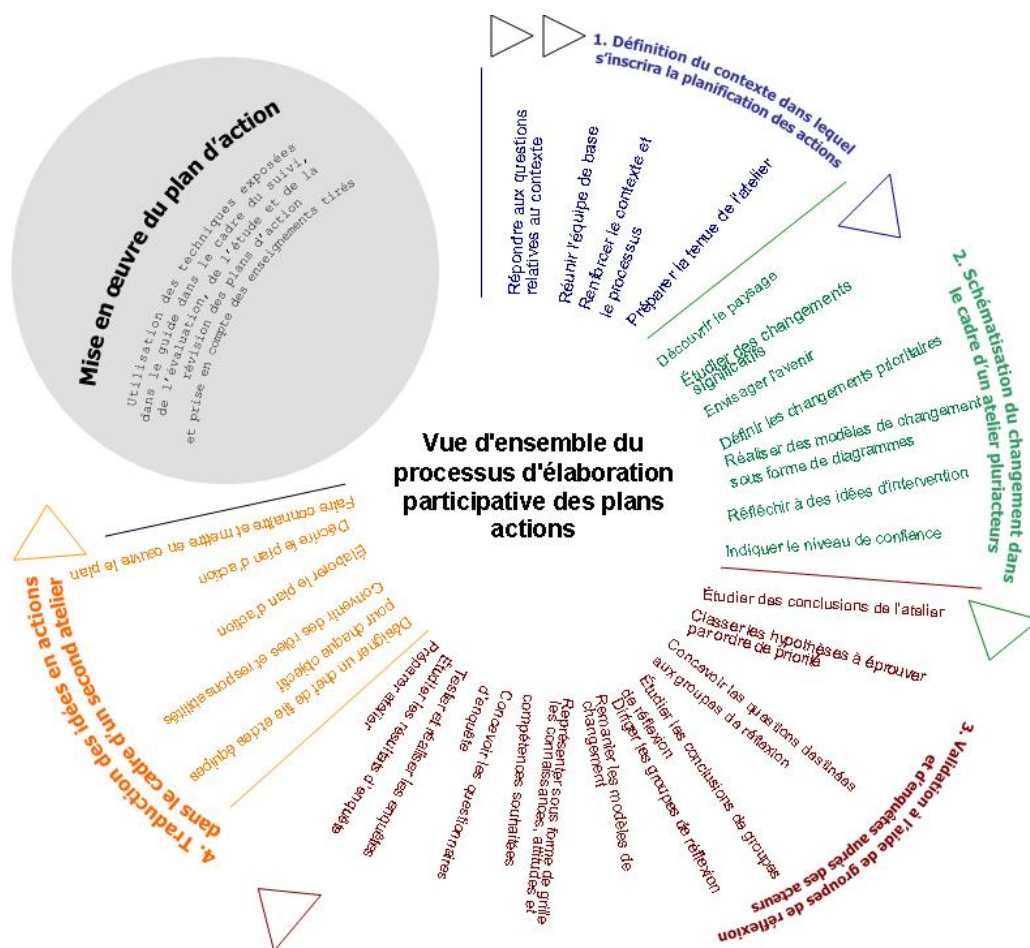 1. Définition du contexte dans lequel
s'inscrira la planification des actions
Répondre aux questions
relatives au contexte
Réunir l'équipe de base
Renforcer le contexte et
le processus
Préparer la tenue de l'atelier
2. Schématisation du changement dans
le cadre d'un atelier pluriacteurs
Découvrir le paysage
Étudier des changements
significatifs
Envisager l'avenir
Définir les changements prioritaires
Réaliser des modèles de changement
sous forme de diagrammes
Réfléchir à des idées d'intervention
Indiquer le niveau de confiance
3. Validation à l'aide de groupes de réflexion
et d'enquêtes auprès des acteurs
Étudier des conclusions de l'atelier
Classer les hypothèses à éprouver
par ordre de priorité
Concevoir les questions destinées
aux groupes de réflexion
Étudier les conclusions de groupes
de réflexion
Diriger les groupes de réflexion
Remanier les modèles de
changement
Représenter sous forme de grille
les connaissances, attitudes et
compétences souhaitées
Concevoir les questionnaires
d'enquête
Tester et réaliser les enquêtes
Étudier les résultats d'enquête
Préparer atelier
4. Traduction des idées en actions
dans le cadre d'un second atelier
Désigner un chef de file et des équipes
pour chaque objectif
Convenir des rôles et responsabilités
Élaborer le plan d'action
Décrire le plan d'action
Faire connaître et mettre en œuvre le plan
Mise en œuvre du plan d'action
Utilisation des techniques exposées
dans le guide dans le cadre du suivi,
de l'évaluation, de l'étude et de la
révision des plans d'action
et prise en compte des enseignements tirés
Vue d'ensemble du
processus d'élaboration
participative des plans
actions